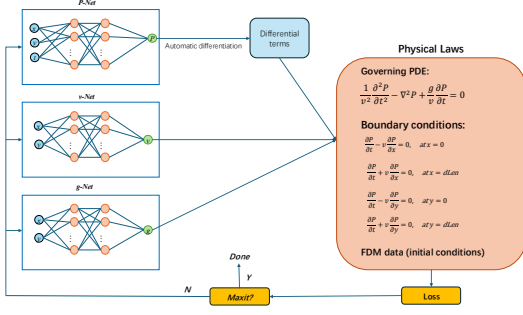 P-Net
x
y
t
P
Automatic differentiation
Differential
terms
v-Net
x
y
v
g-Net
x
y
g
Physical Laws
Governing PDE:
1/v² ∂²P/∂t² − ∇²P + g/v ∂P/∂t = 0
Boundary conditions:
∂P/∂t − v ∂P/∂x = 0, at x = 0
∂P/∂t + v ∂P/∂x = 0, at x = dLen
∂P/∂t − v ∂P/∂y = 0, at y = 0
∂P/∂t + v ∂P/∂y = 0, at y = dLen
FDM data (initial conditions)
Done
Y
N
Maxit?
Loss